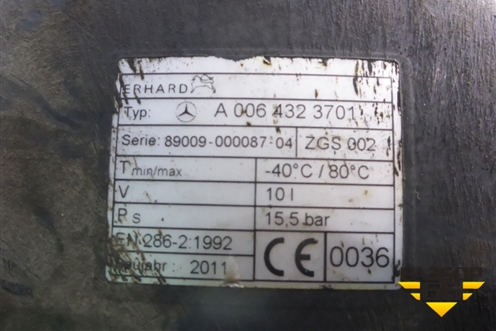 ERHARD
Typ: A 006 432 3701
Serie: 89009-000087 04 ZGS 002
Tmin/max -40°C / 80°C
V 10 l
Ps 15,5 bar
EN 286-2:1992
2011 CE 0036